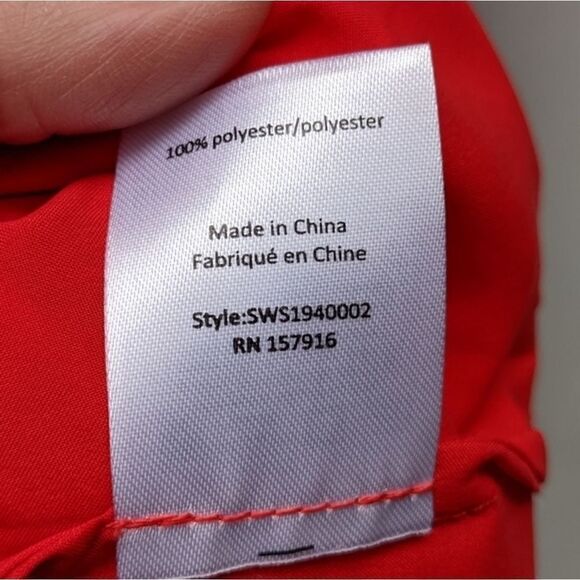 100% polyester/polyester
Made in China
Fabriqué en Chine
Style:SWS1940002
RN 157916